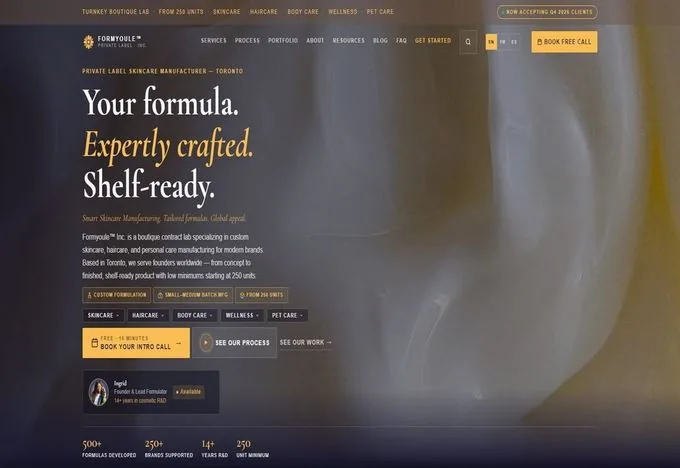 TURNKEY BOUTIQUE LAB · FROM 250 UNITS · SKINCARE · HAIRCARE · BODY CARE · WELLNESS · PET CARE
NOW ACCEPTING Q4 2026 CLIENTS
FORMYOULE™
PRIVATE LABEL · INC.
SERVICES PROCESS PORTFOLIO ABOUT RESOURCES BLOG FAQ GET STARTED
EN FR ES
BOOK FREE CALL
PRIVATE LABEL SKINCARE MANUFACTURER — TORONTO
Your formula.
Expertly crafted.
Shelf-ready.
Smart Skincare Manufacturing. Tailored formulas. Global appeal.
Formyoule™ Inc. is a boutique contract lab specializing in custom
skincare, haircare, and personal care manufacturing for modern brands.
Based in Toronto, we serve founders worldwide — from concept to
finished, shelf-ready product with low minimums starting at 250 units.
CUSTOM FORMULATION
SMALL–MEDIUM BATCH MFG
FROM 250 UNITS
SKINCARE
HAIRCARE
BODY CARE
WELLNESS
PET CARE
FREE · 15 MINUTES
BOOK YOUR INTRO CALL →
SEE OUR PROCESS
SEE OUR WORK →
Ingrid
Founder & Lead Formulator
14+ years in cosmetic R&D
● Available
500+ 250+ 14+ 250
FORMULAS DEVELOPED BRANDS SUPPORTED YEARS R&D UNIT MINIMUM